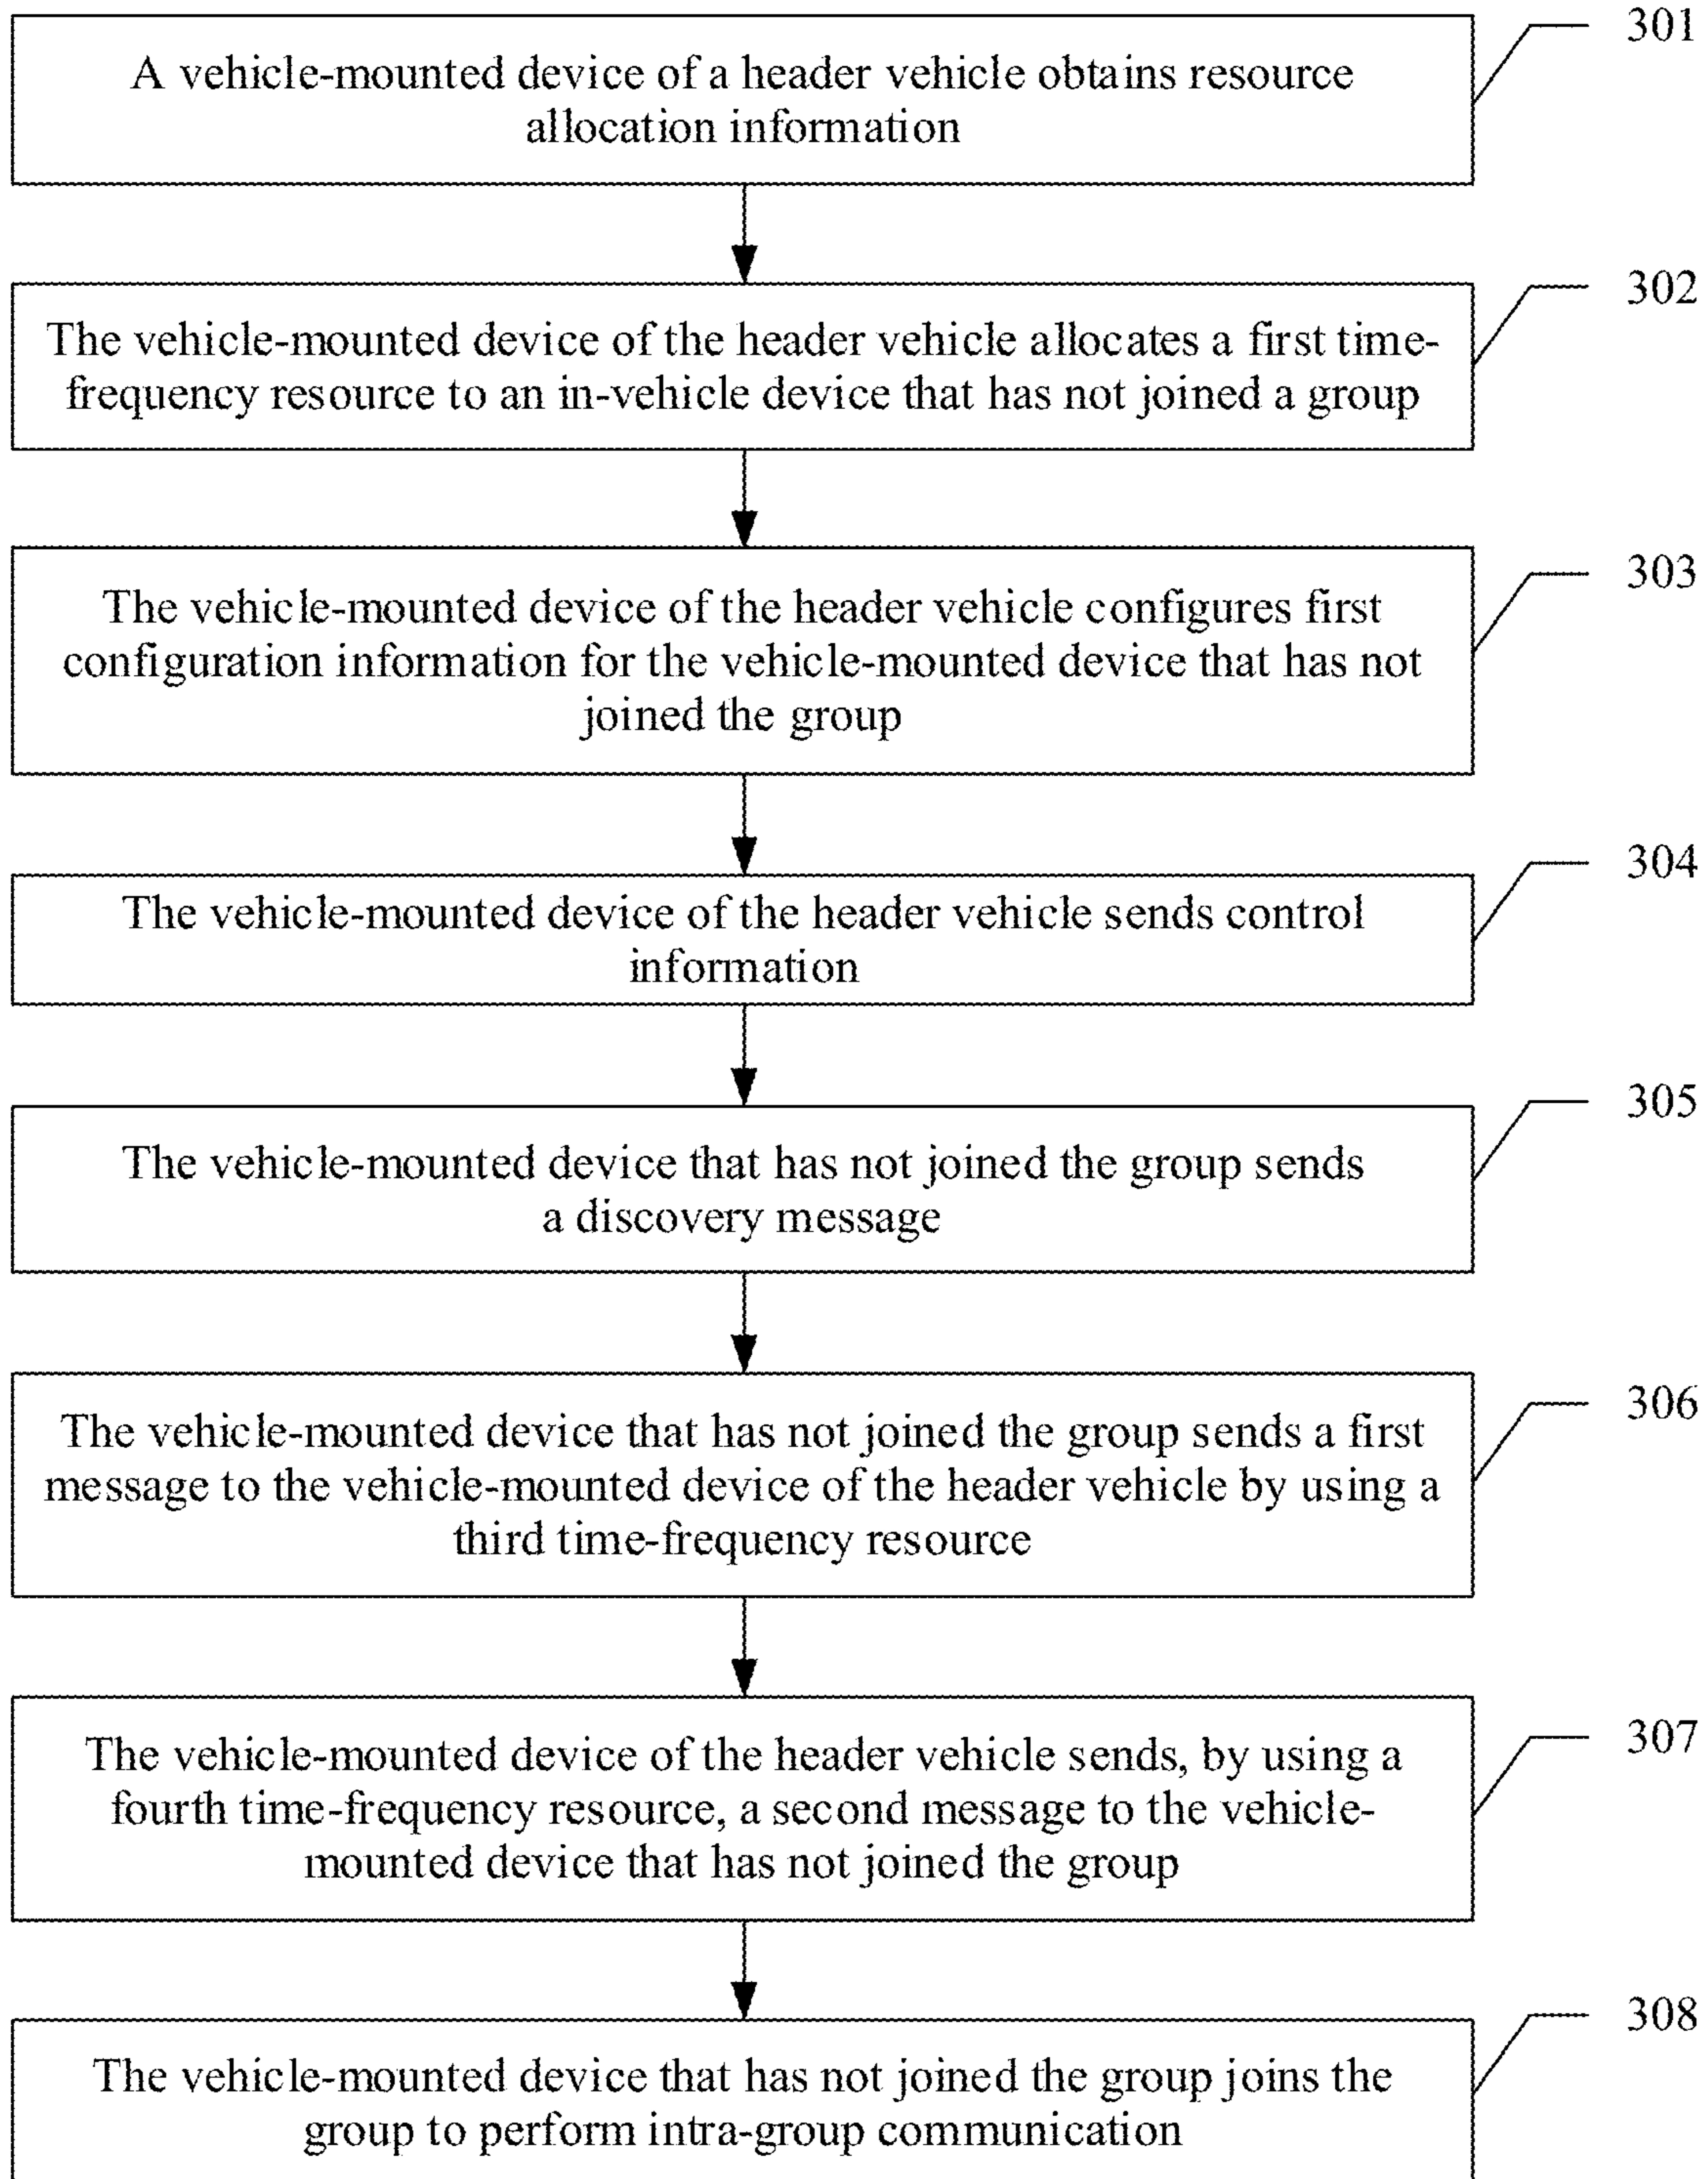 301
A vehicle-mounted device of a header vehicle obtains resource
allocation information
302
The vehicle-mounted device of the header vehicle allocates a first time-
frequency resource to an in-vehicle device that has not joined a group
303
The vehicle-mounted device of the header vehicle configures first
configuration information for the vehicle-mounted device that has not
joined the group
304
The vehicle-mounted device of the header vehicle sends control
information
305
The vehicle-mounted device that has not joined the group sends
a discovery message
306
The vehicle-mounted device that has not joined the group sends a first
message to the vehicle-mounted device of the header vehicle by using a
third time-frequency resource
307
The vehicle-mounted device of the header vehicle sends, by using a
fourth time-frequency resource, a second message to the vehicle-
mounted device that has not joined the group
308
The vehicle-mounted device that has not joined the group joins the
group to perform intra-group communication